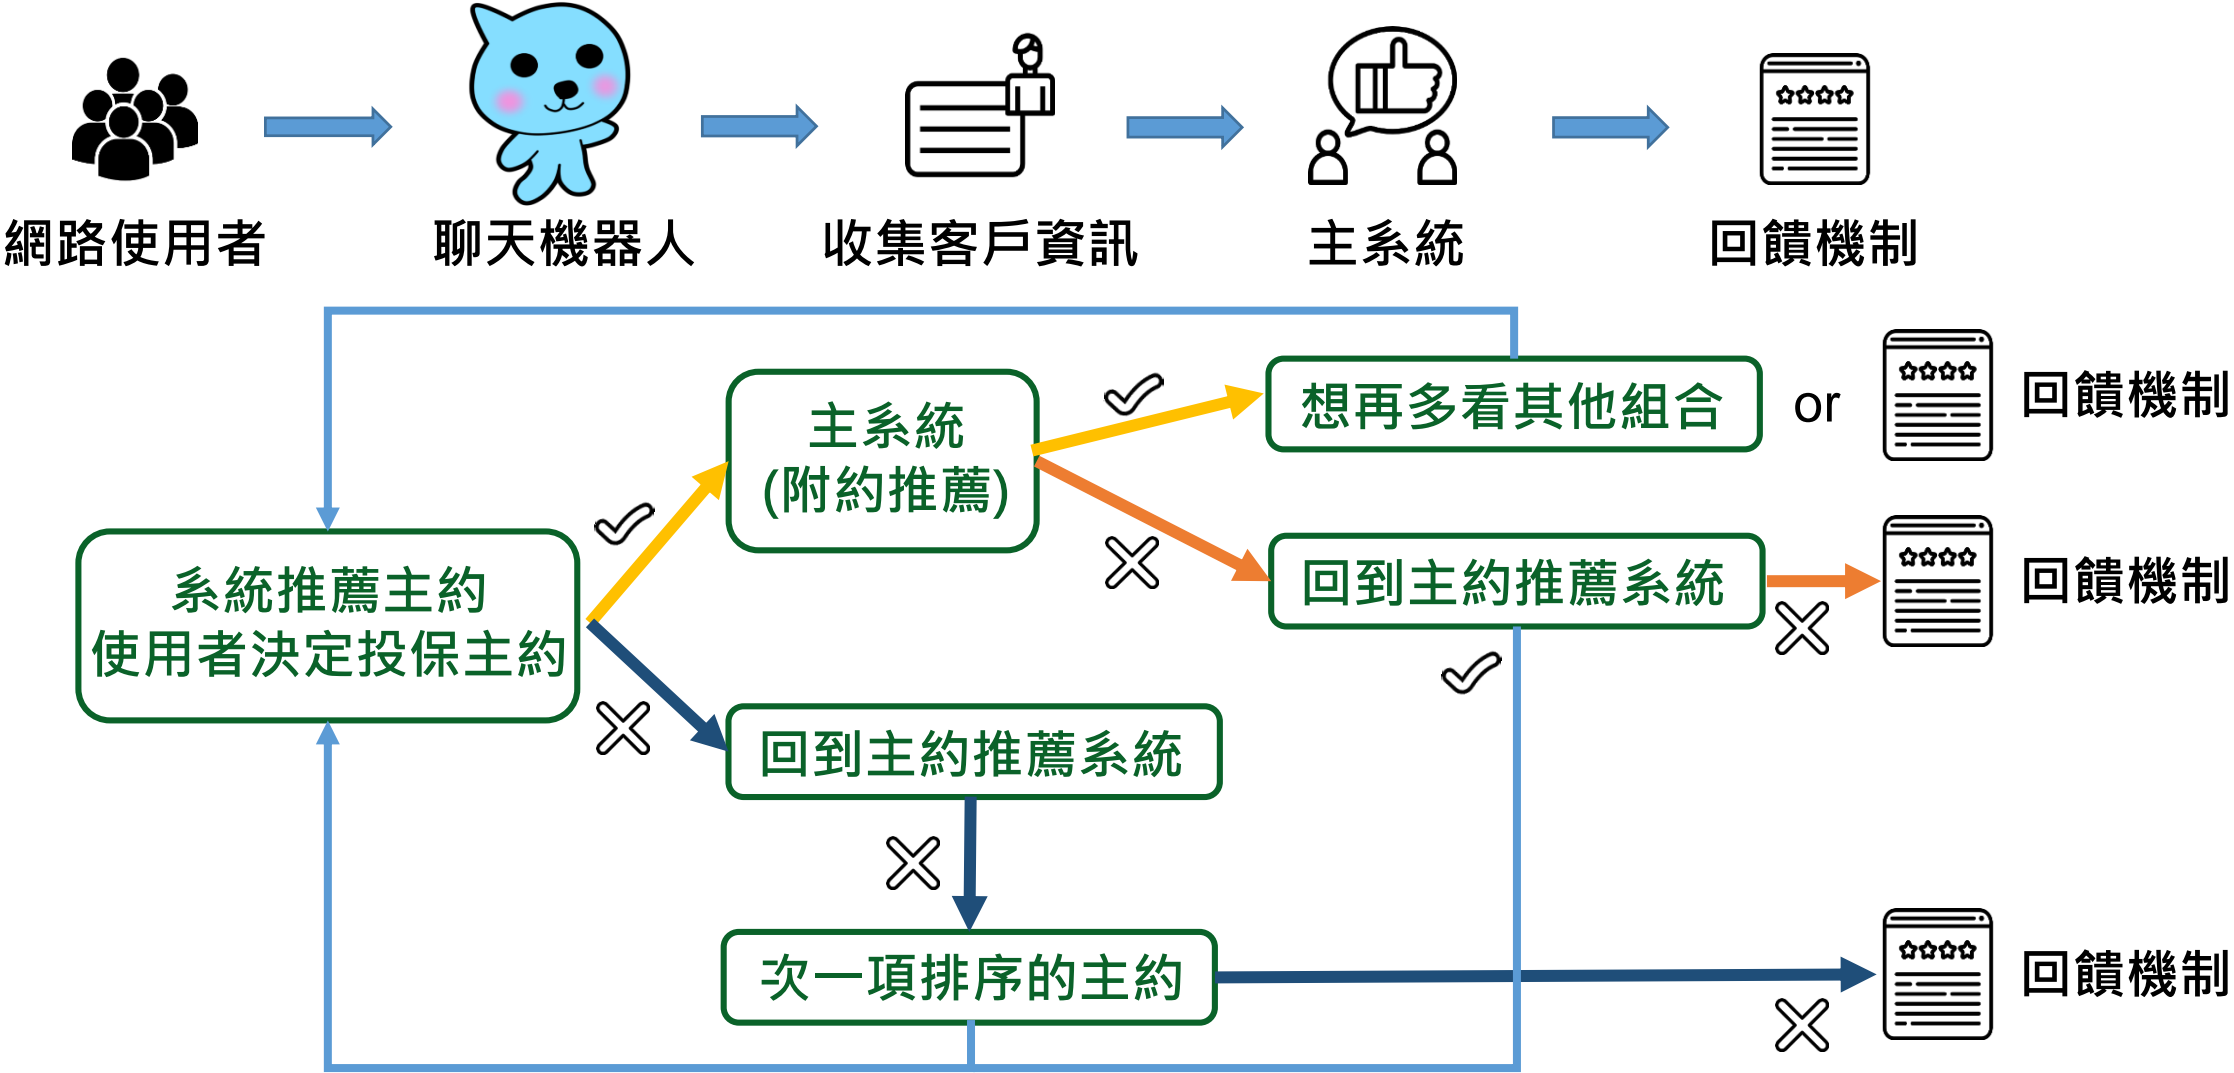 網路使用者
聊天機器人
收集客戶資訊
主系統
回饋機制
想再多看其他組合
or
回饋機制
主系統
(附約推薦)
系統推薦主約
使用者決定投保主約
回到主約推薦系統
回饋機制
回到主約推薦系統
次一項排序的主約
回饋機制